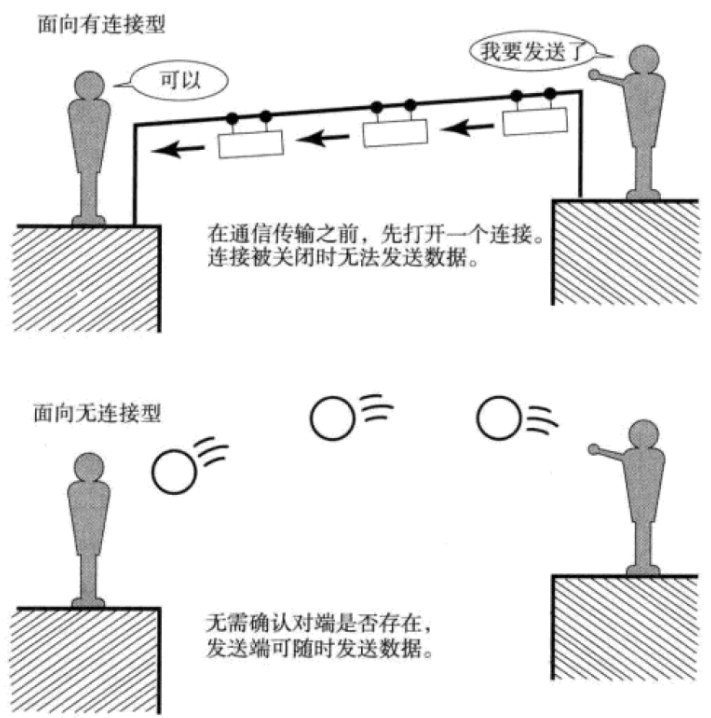 面向有连接型
我要发送了
可以
在通信传输之前，先打开一个连接。
连接被关闭时无法发送数据。
面向无连接型
无需确认对端是否存在，
发送端可随时发送数据。